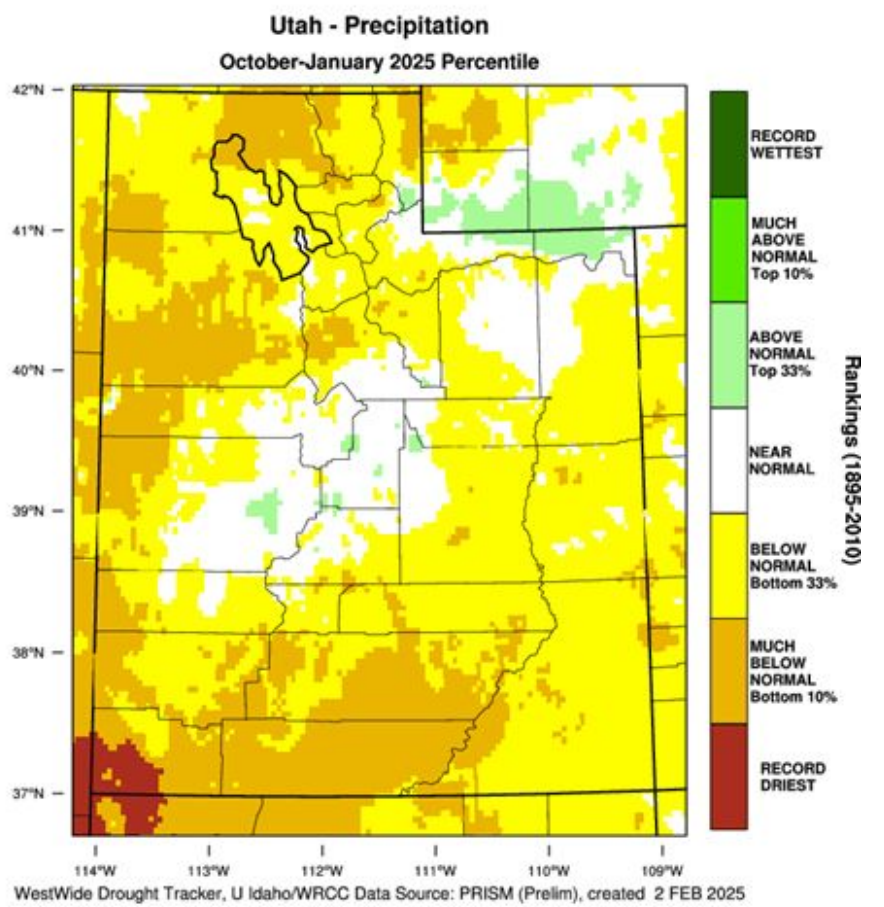 Utah - Precipitation
October-January 2025 Percentile
42°N
41°N
40°N
39°N
38°N
37°N
114°W
113°W
112°W
111°W
110°W
109°W
RECORD
WETTEST
MUCH
ABOVE
NORMAL
Top 10%
ABOVE
NORMAL
Top 33%
NEAR
NORMAL
BELOW
NORMAL
Bottom 33%
MUCH
BELOW
NORMAL
Bottom 10%
RECORD
DRIEST
Rankings (1895-2010)
WestWide Drought Tracker, U Idaho/WRCC Data Source: PRISM (Prelim), created 2 FEB 2025